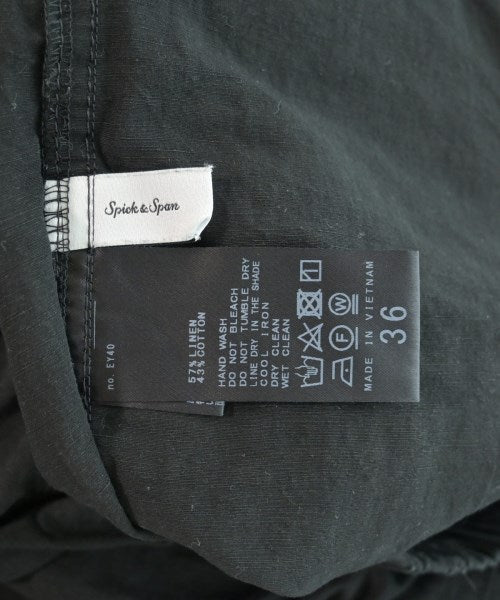 Spick & Span
no. EY40
57% LINEN
43% COTTON
HAND WASH
DO NOT BLEACH
DO NOT TUMBLE DRY
LINE DRY IN THE SHADE
COOL IRON
DRY CLEAN
WET CLEAN
F W
MADE IN VIETNAM
36